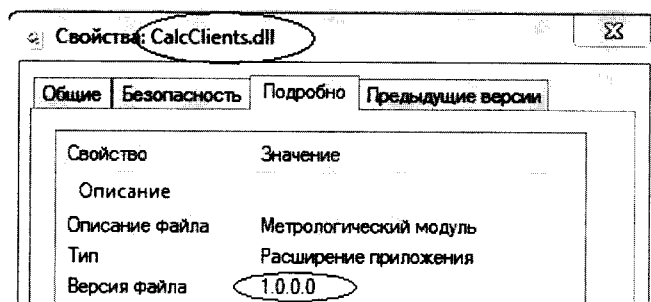 Свойства: CalcClients.dll
Общие Безопасность Подробно Предыдущие версии
Свойство Значение
Описание
Описание файла Метрологический модуль
Тип Расширение приложения
Версия файла 1.0.0.0